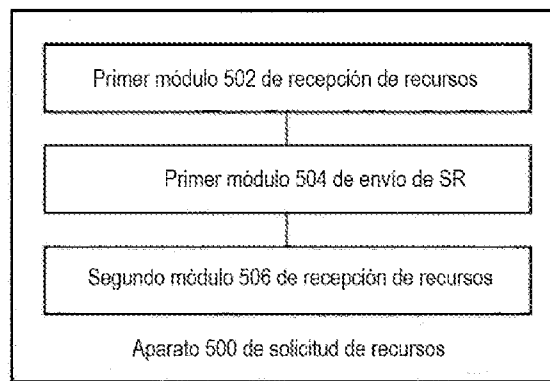 Primer módulo 502 de recepción de recursos
Primer módulo 504 de envío de SR
Segundo módulo 506 de recepción de recursos
Aparato 500 de solicitud de recursos